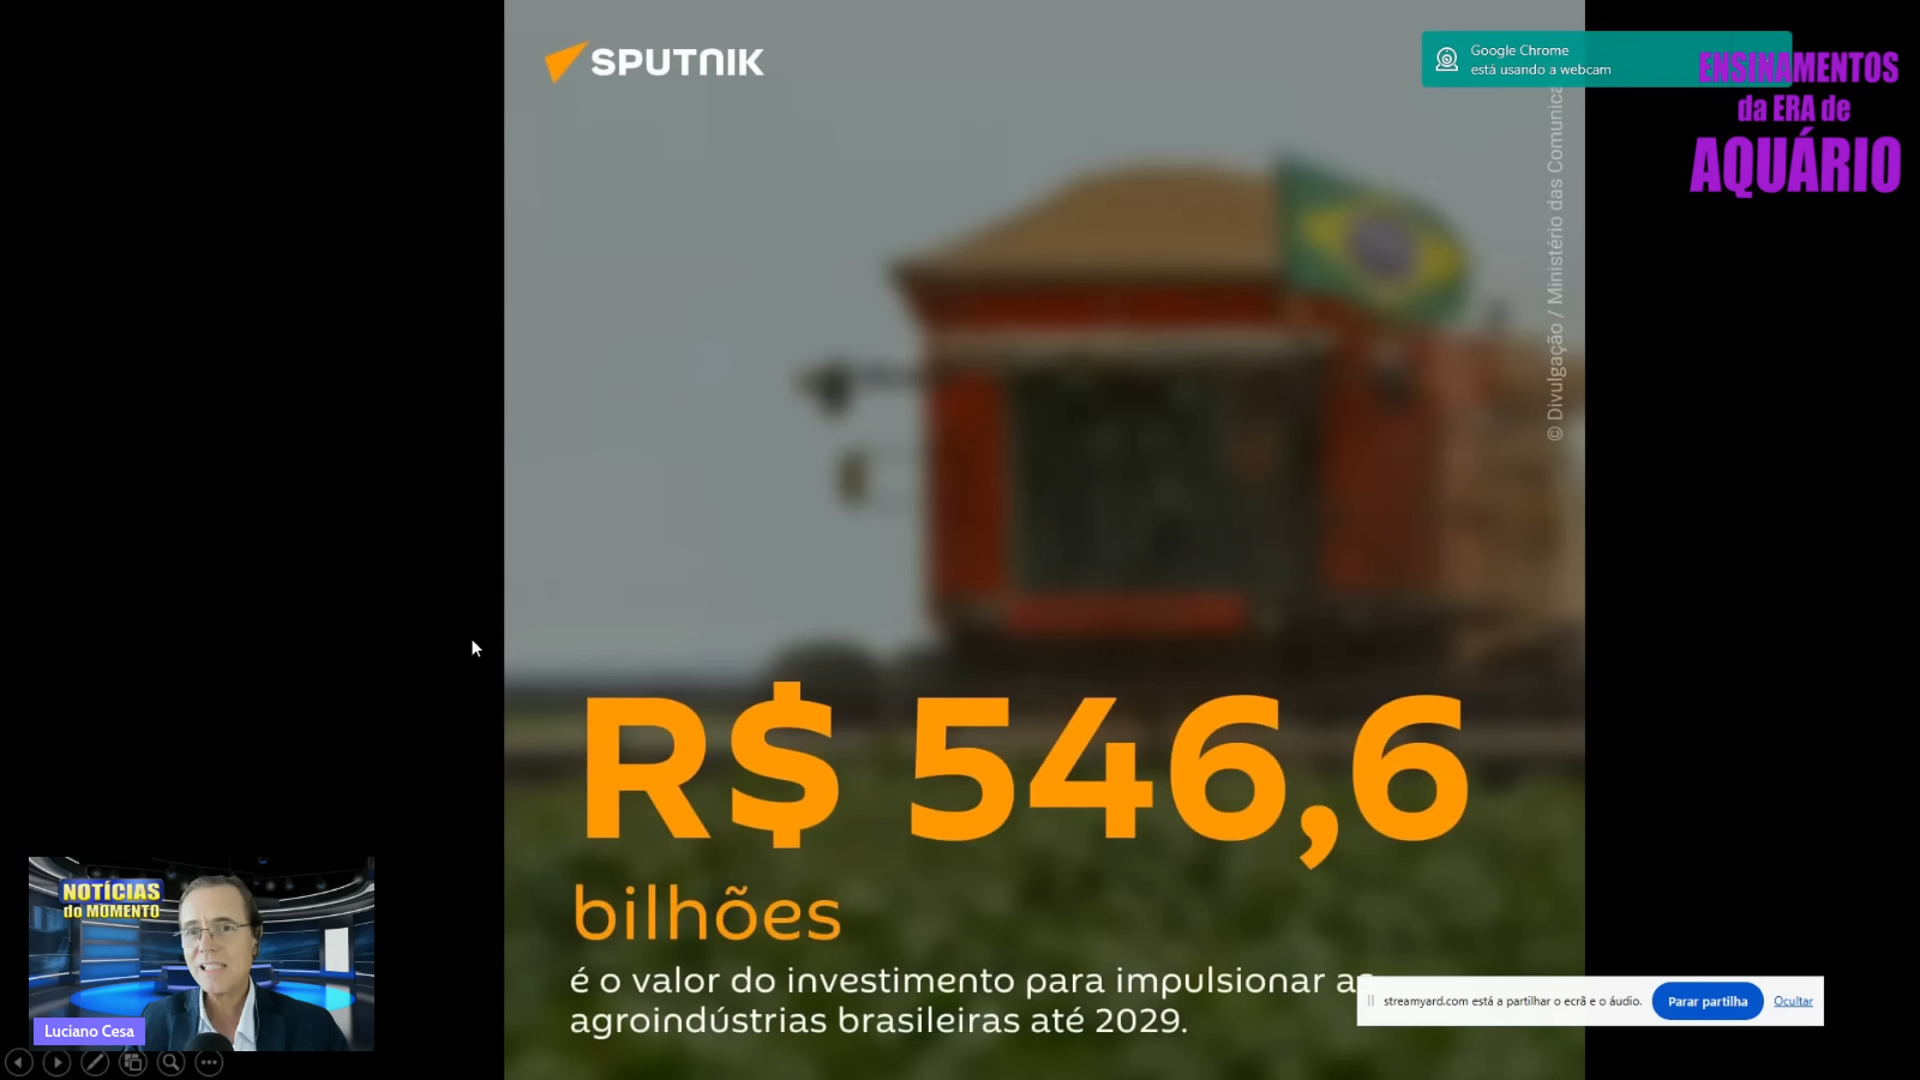 SPUTNIK
Google Chrome
está usando a webcam
ENSINAMENTOS
da ERA de
AQUÁRIO
© Divulgação / Ministério das
R$ 546,6
bilhões
é o valor do investimento para impulsionar
agroindústrias brasileiras até 2029.
streamyard.com está a partilhar o ecrã e o áudio.
Parar partilha
Ocultar
NOTÍCIAS
do MOMENTO
Luciano Cesa